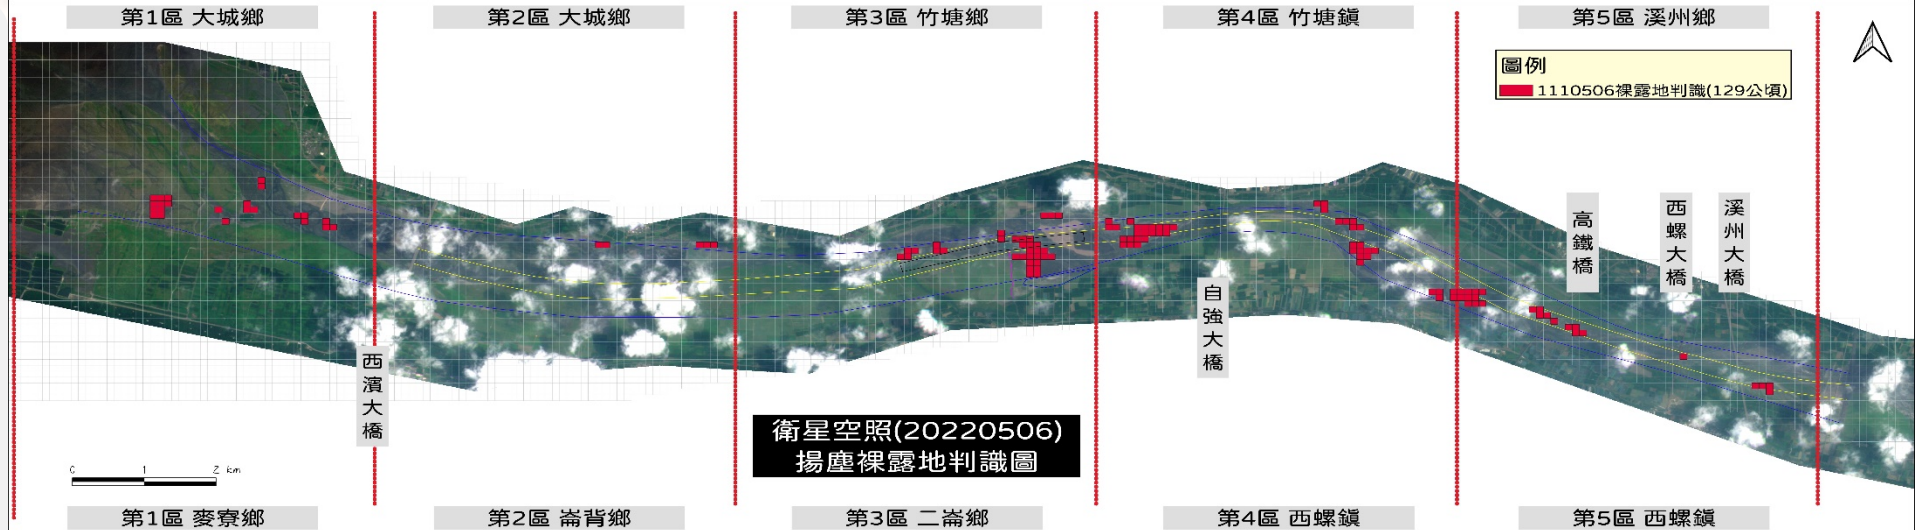 第1區 大城鄉
第2區 大城鄉
第3區 竹塘鄉
第4區 竹塘鎮
第5區 溪州鄉
圖例
1110506裸露地判識(129公頃)
高鐵橋
西螺大橋
溪州大橋
自強大橋
西濱大橋
衛星空照(20220506)
揚塵裸露地判識圖
0 1 2 km
第1區 麥寮鄉
第2區 崙背鄉
第3區 二崙鄉
第4區 西螺鎮
第5區 西螺鎮